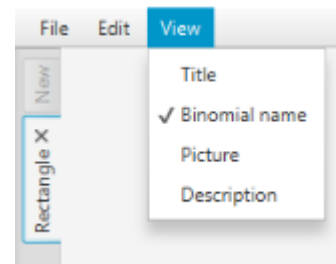 File Edit View
Title
✓ Binomial name
Picture
Description
New
Rectangle X